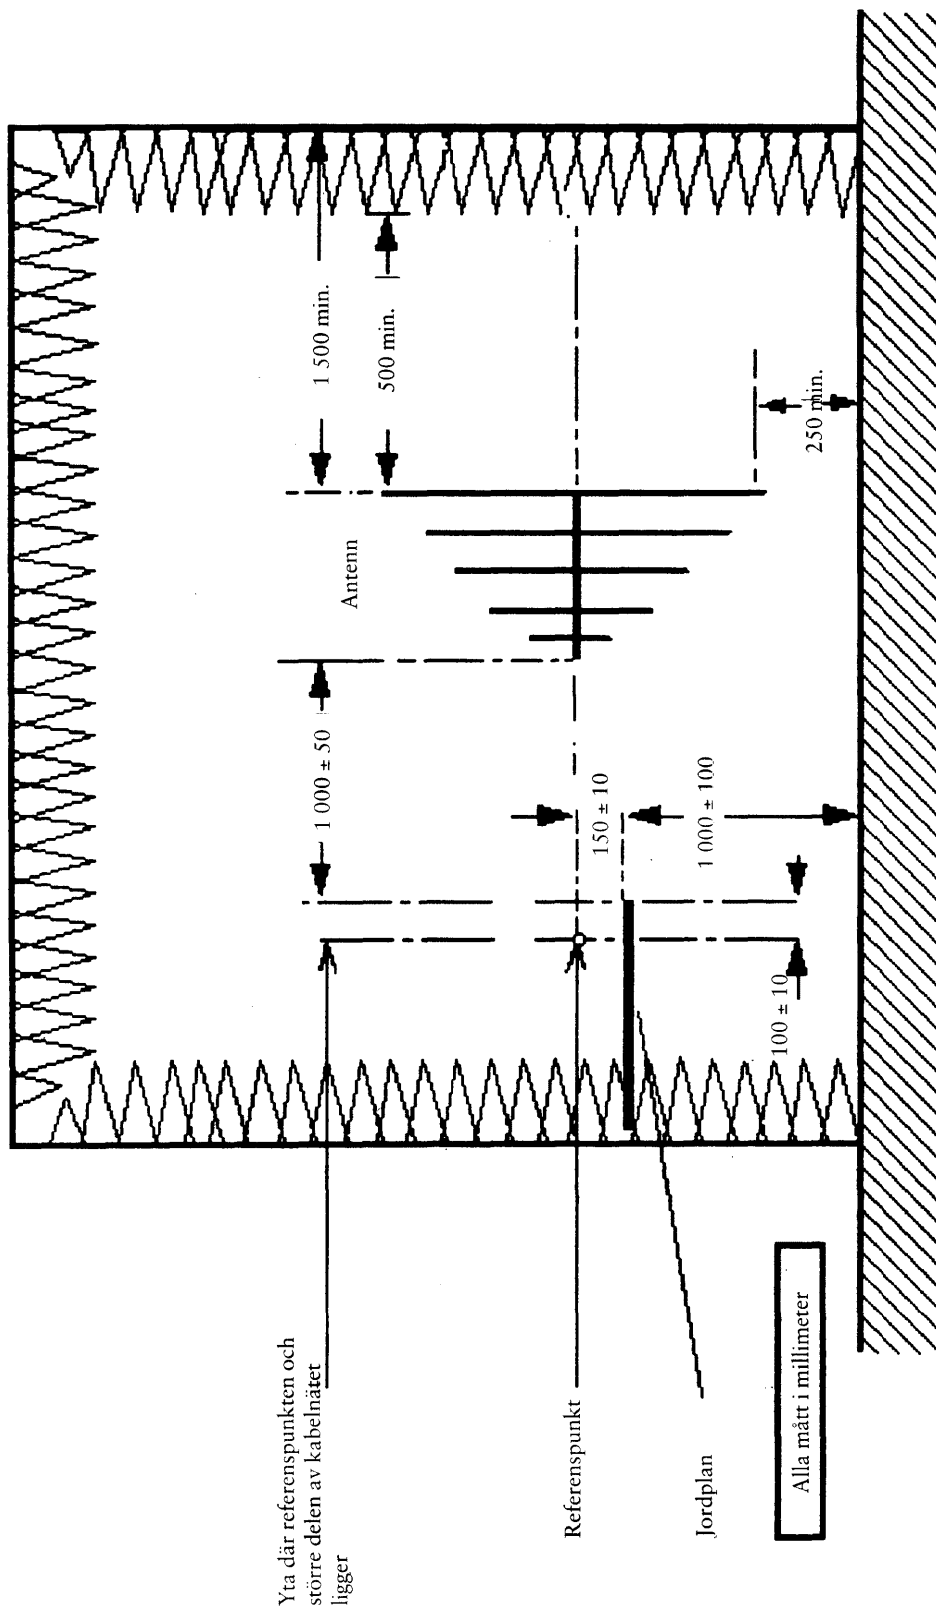 Yta där referenspunkten och
större delen av kabelnätet
ligger
Referenspunkt
Jordplan
Alla mått i millimeter
1 000 ± 50
Antenn
1 500 min.
500 min.
150 ± 10
1 000 ± 100
100 ± 10
250 min.